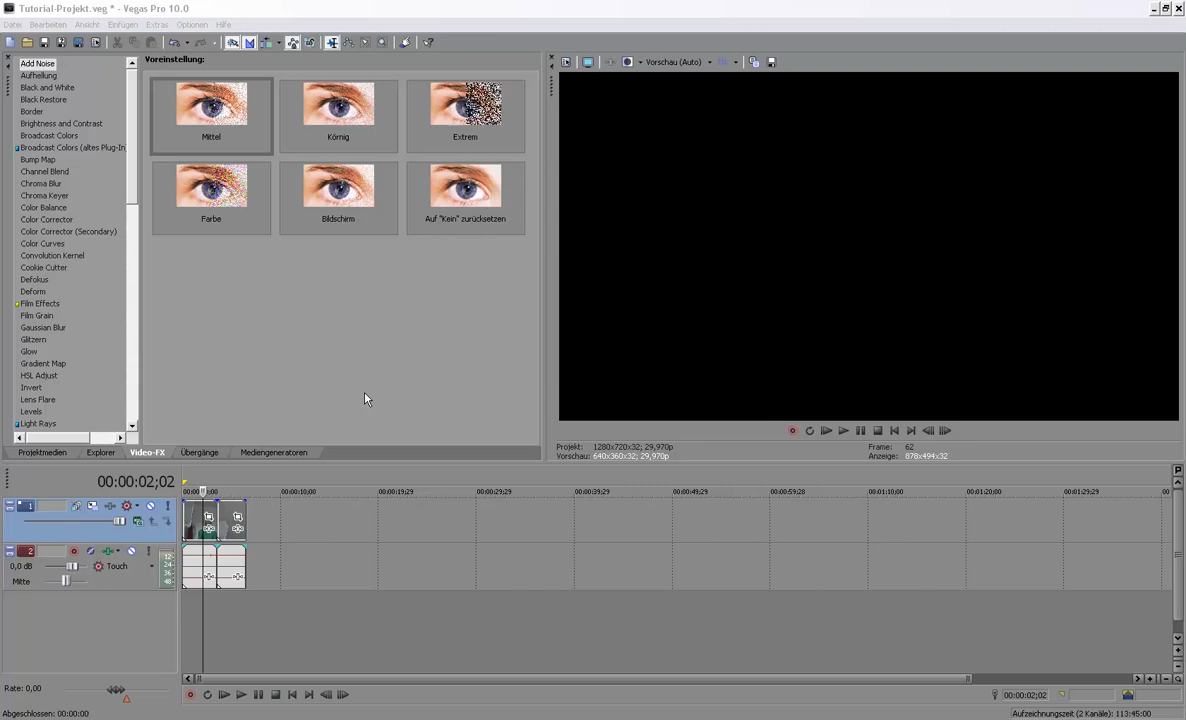 Tutorial-Projekt.veg * - Vegas Pro 10.0
Datei Bearbeiten Ansicht Einfügen Extras Optionen Hilfe
Add Noise
Aufhellung
Black and White
Black Restore
Border
Brightness and Contrast
Broadcast Colors
Broadcast Colors (altes Plug-In)
Bump Map
Channel Blend
Chroma Blur
Chroma Keyer
Color Balance
Color Corrector
Color Corrector (Secondary)
Color Curves
Convolution Kernel
Cookie Cutter
Defokus
Deform
Film Effects
Film Grain
Gaussian Blur
Glitzern
Glow
Gradient Map
HSL Adjust
Invert
Lens Flare
Levels
Light Rays
Voreinstellung:
Mittel Körnig Extrem
Farbe Bildschirm Auf "Kein" zurücksetzen
Vorschau (Auto)
Projekt: 1280x720x32; 29,970p Frame: 62
Vorschau: 640x360x32; 29,970p Anzeige: 878x494x32
Projektmedien Explorer Video-FX Übergänge Mediengeneratoren
00:00:02;02
00:00:10;00 00:00:19;29 00:00:29;29 00:00:39;29 00:00:49;29 00:00:59;28 00:01:10;00 00:01:20;00 00:01:29;29 00
1
2
0,0 dB Touch
Mitte
12
24
36
48
Rate: 0,00
00:00:02;02
Abgeschlossen: 00:00:00 Aufzeichnungszeit (2 Kanäle): 113:45:00